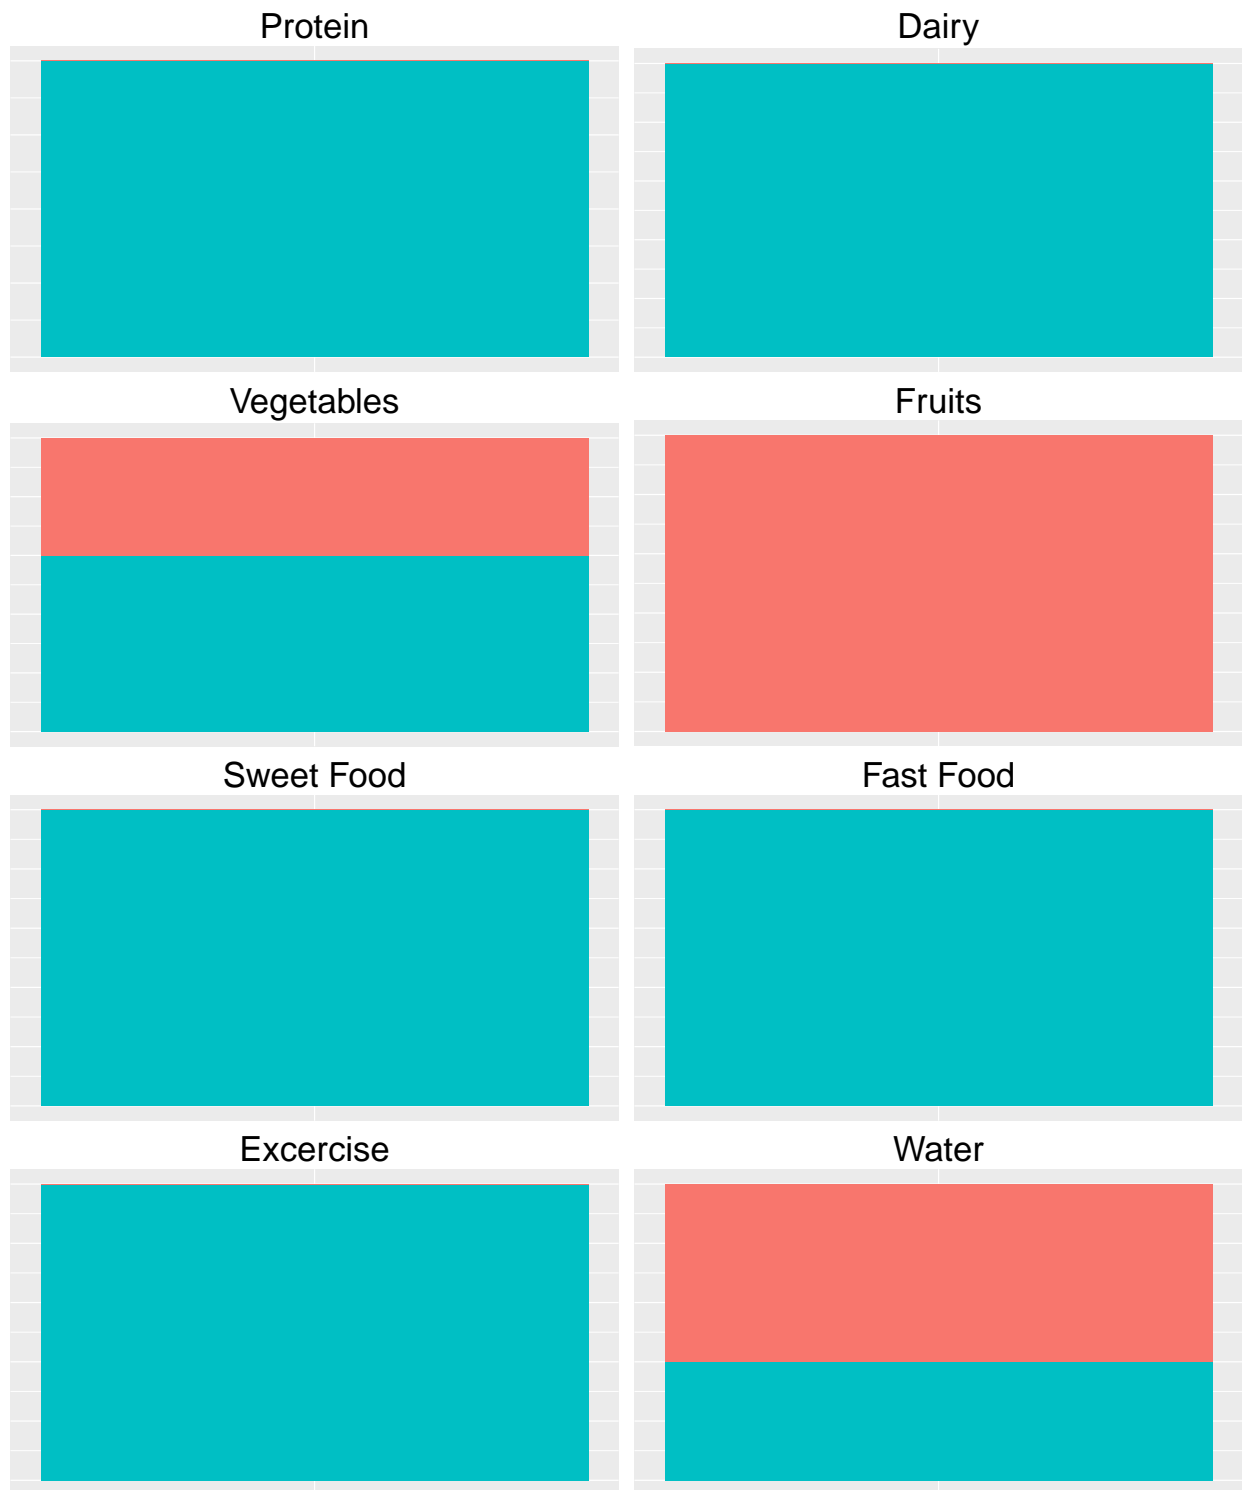 Protein
Dairy
Vegetables
Fruits
Sweet Food
Fast Food
Excercise
Water